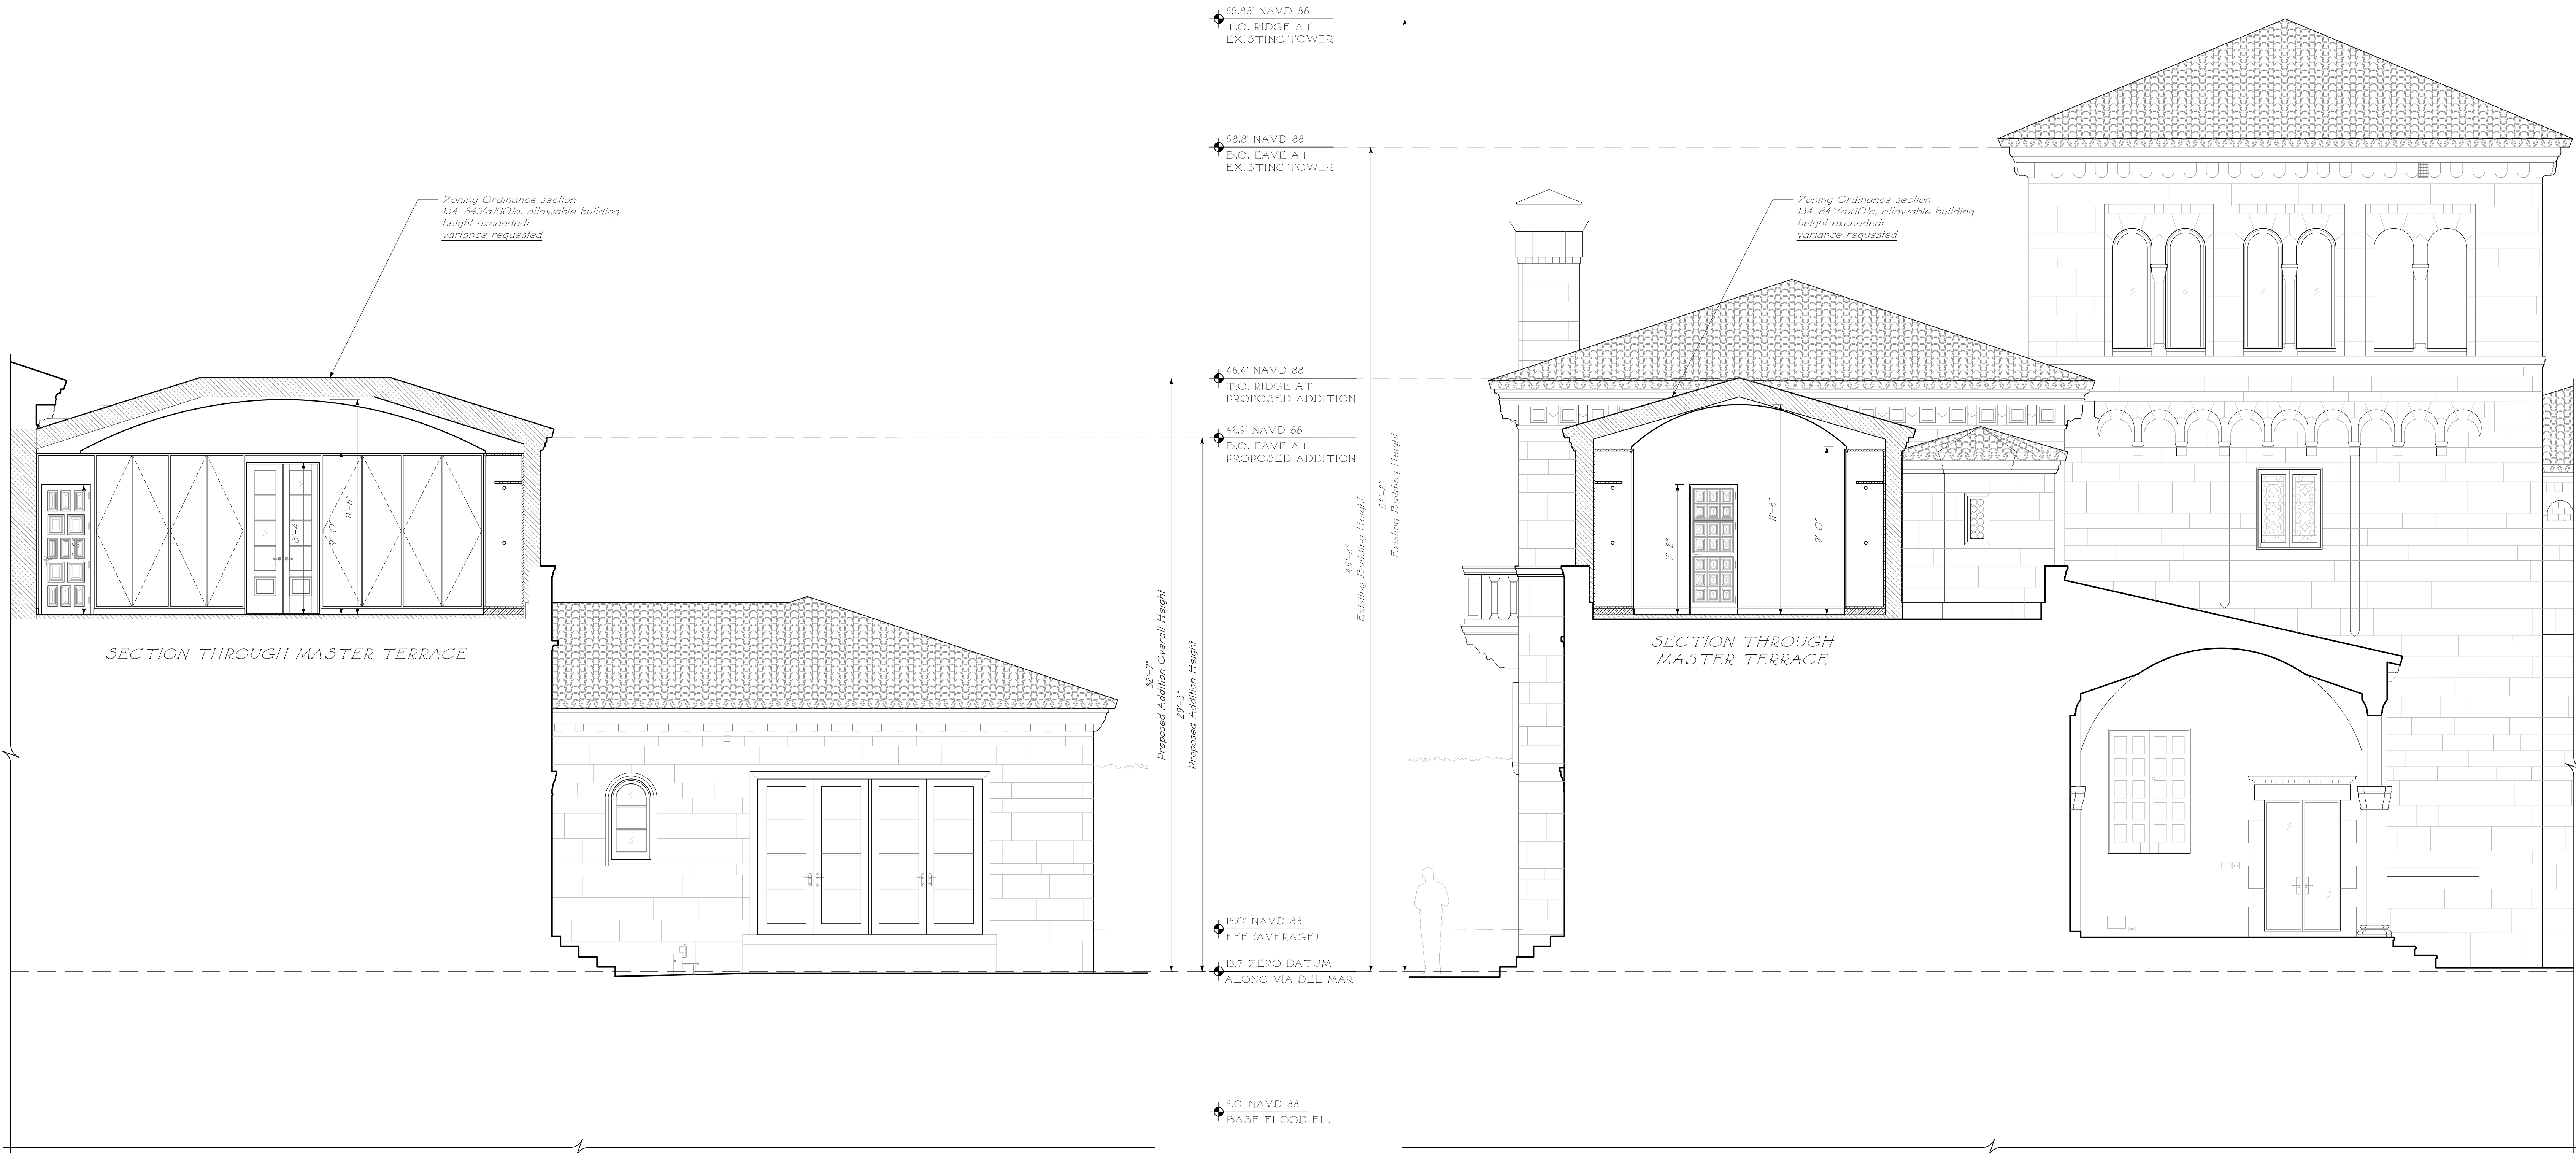 65.88' NAVD 88
T.O. RIDGE AT
EXISTING TOWER
58.8' NAVD 88
B.O. EAVE AT
EXISTING TOWER
Zoning Ordinance section
134-843(a)(10)a, allowable building
height exceeded:
variance requested
Zoning Ordinance section
134-843(a)(10)a, allowable building
height exceeded:
variance requested
46.4' NAVD 88
T.O. RIDGE AT
PROPOSED ADDITION
42.9' NAVD 88
B.O. EAVE AT
PROPOSED ADDITION
8'-4"
9'-0"
11'-6"
SECTION THROUGH MASTER TERRACE
32'-7"
Proposed Addition Overall Height
29'-3"
Proposed Addition Height
45'-2"
Existing Building Height
52'-2"
Existing Building Height
7'-2"
11'-6"
9'-0"
SECTION THROUGH
MASTER TERRACE
16.0' NAVD 88
FFE (AVERAGE)
13.7' ZERO DATUM
ALONG VIA DEL MAR
6.0' NAVD 88
BASE FLOOD EL.